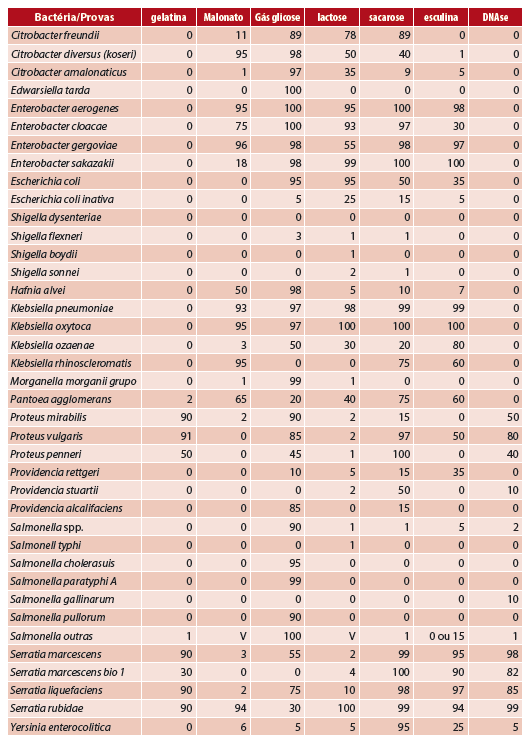 Bactéria/Provas gelatina Malonato Gás glicose lactose sacarose esculina DNAse
Citrobacter freundii 0 11 89 78 89 0 0
Citrobacter diversus (koseri) 0 95 98 50 40 1 0
Citrobacter amalonaticus 0 1 97 35 9 5 0
Edwarsiella tarda 0 0 100 0 0 0 0
Enterobacter aerogenes 0 95 100 95 100 98 0
Enterobacter cloacae 0 75 100 93 97 30 0
Enterobacter gergoviae 0 96 98 55 98 97 0
Enterobacter sakazakii 0 18 98 99 100 100 0
Escherichia coli 0 0 95 95 50 35 0
Escherichia coli inativa 0 0 5 25 15 5 0
Shigella dysenteriae 0 0 0 0 0 0 0
Shigella flexneri 0 0 3 1 1 0 0
Shigella boydii 0 0 0 1 0 0 0
Shigella sonnei 0 0 0 2 1 0 0
Hafnia alvei 0 50 98 5 10 7 0
Klebsiella pneumoniae 0 93 97 98 99 99 0
Klebsiella oxytoca 0 95 97 100 100 100 0
Klebsiella ozaenae 0 3 50 30 20 80 0
Klebsiella rhinoscleromatis 0 95 0 0 75 60 0
Morganella morganii grupo 0 1 99 1 0 0 0
Pantoea agglomerans 2 65 20 40 75 60 0
Proteus mirabilis 90 2 90 2 15 0 50
Proteus vulgaris 91 0 85 2 97 50 80
Proteus penneri 50 0 45 1 100 0 40
Providencia rettgeri 0 0 10 5 15 35 0
Providencia stuartii 0 0 0 2 50 0 10
Providencia alcalifaciens 0 0 85 0 15 0 0
Salmonella spp. 0 0 90 1 1 5 2
Salmonell typhi 0 0 0 1 0 0 0
Salmonella cholerasuis 0 0 95 0 0 0 0
Salmonella paratyphi A 0 0 99 0 0 0 0
Salmonella gallinarum 0 0 0 0 0 0 10
Salmonella pullorum 0 0 90 0 0 0 0
Salmonella outras 1 V 100 V 1 0 ou 15 1
Serratia marcescens 90 3 55 2 99 95 98
Serratia marcescens bio 1 30 0 0 4 100 90 82
Serratia liquefaciens 90 2 75 10 98 97 85
Serratia rubidae 90 94 30 100 99 94 99
Yersinia enterocolitica 0 6 5 5 95 25 5